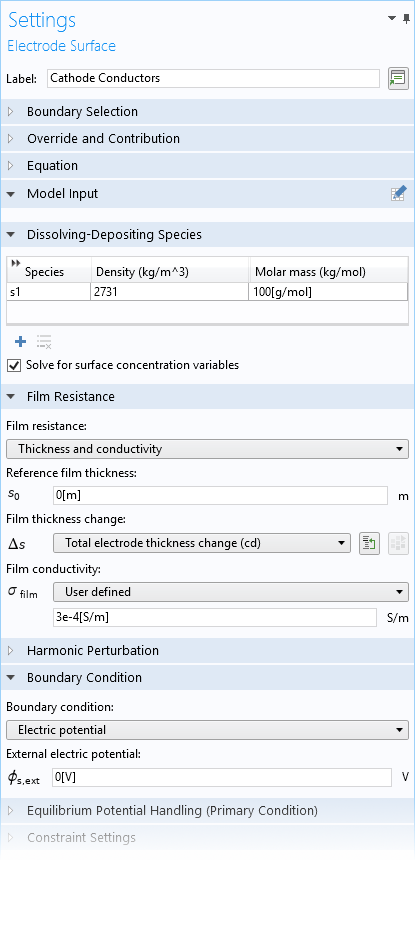 Settings
Electrode Surface
Label: Cathode Conductors
Boundary Selection
Override and Contribution
Equation
Model Input
Dissolving-Depositing Species
Species Density (kg/m^3) Molar mass (kg/mol)
s1 2731 100[g/mol]
Solve for surface concentration variables
Film Resistance
Film resistance:
Thickness and conductivity
Reference film thickness:
s₀ 0[m] m
Film thickness change:
Δs Total electrode thickness change (cd)
Film conductivity:
σ film User defined
3e-4[S/m] S/m
Harmonic Perturbation
Boundary Condition
Boundary condition:
Electric potential
External electric potential:
ϕs,ext 0[V] V
Equilibrium Potential Handling (Primary Condition)
Constraint Settings